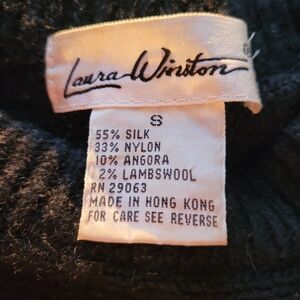 Laura Winston
S
55% SILK
33% NYLON
10% ANGORA
2% LAMBSWOOL
RN 29063
MADE IN HONG KONG
FOR CARE SEE REVERSE